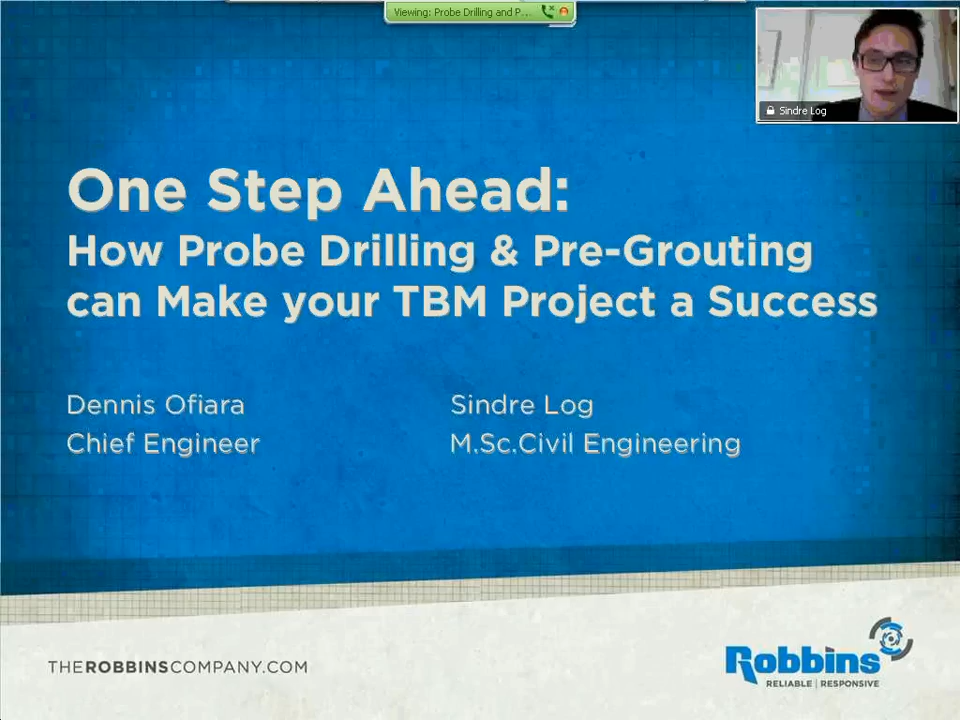 Viewing: Probe Drilling and P...
Sindre Log
One Step Ahead:
How Probe Drilling & Pre-Grouting
can Make your TBM Project a Success
Dennis Ofiara
Sindre Log
Chief Engineer
M.Sc.Civil Engineering
THEROBBINSCOMPANY.COM
Robbins
RELIABLE | RESPONSIVE